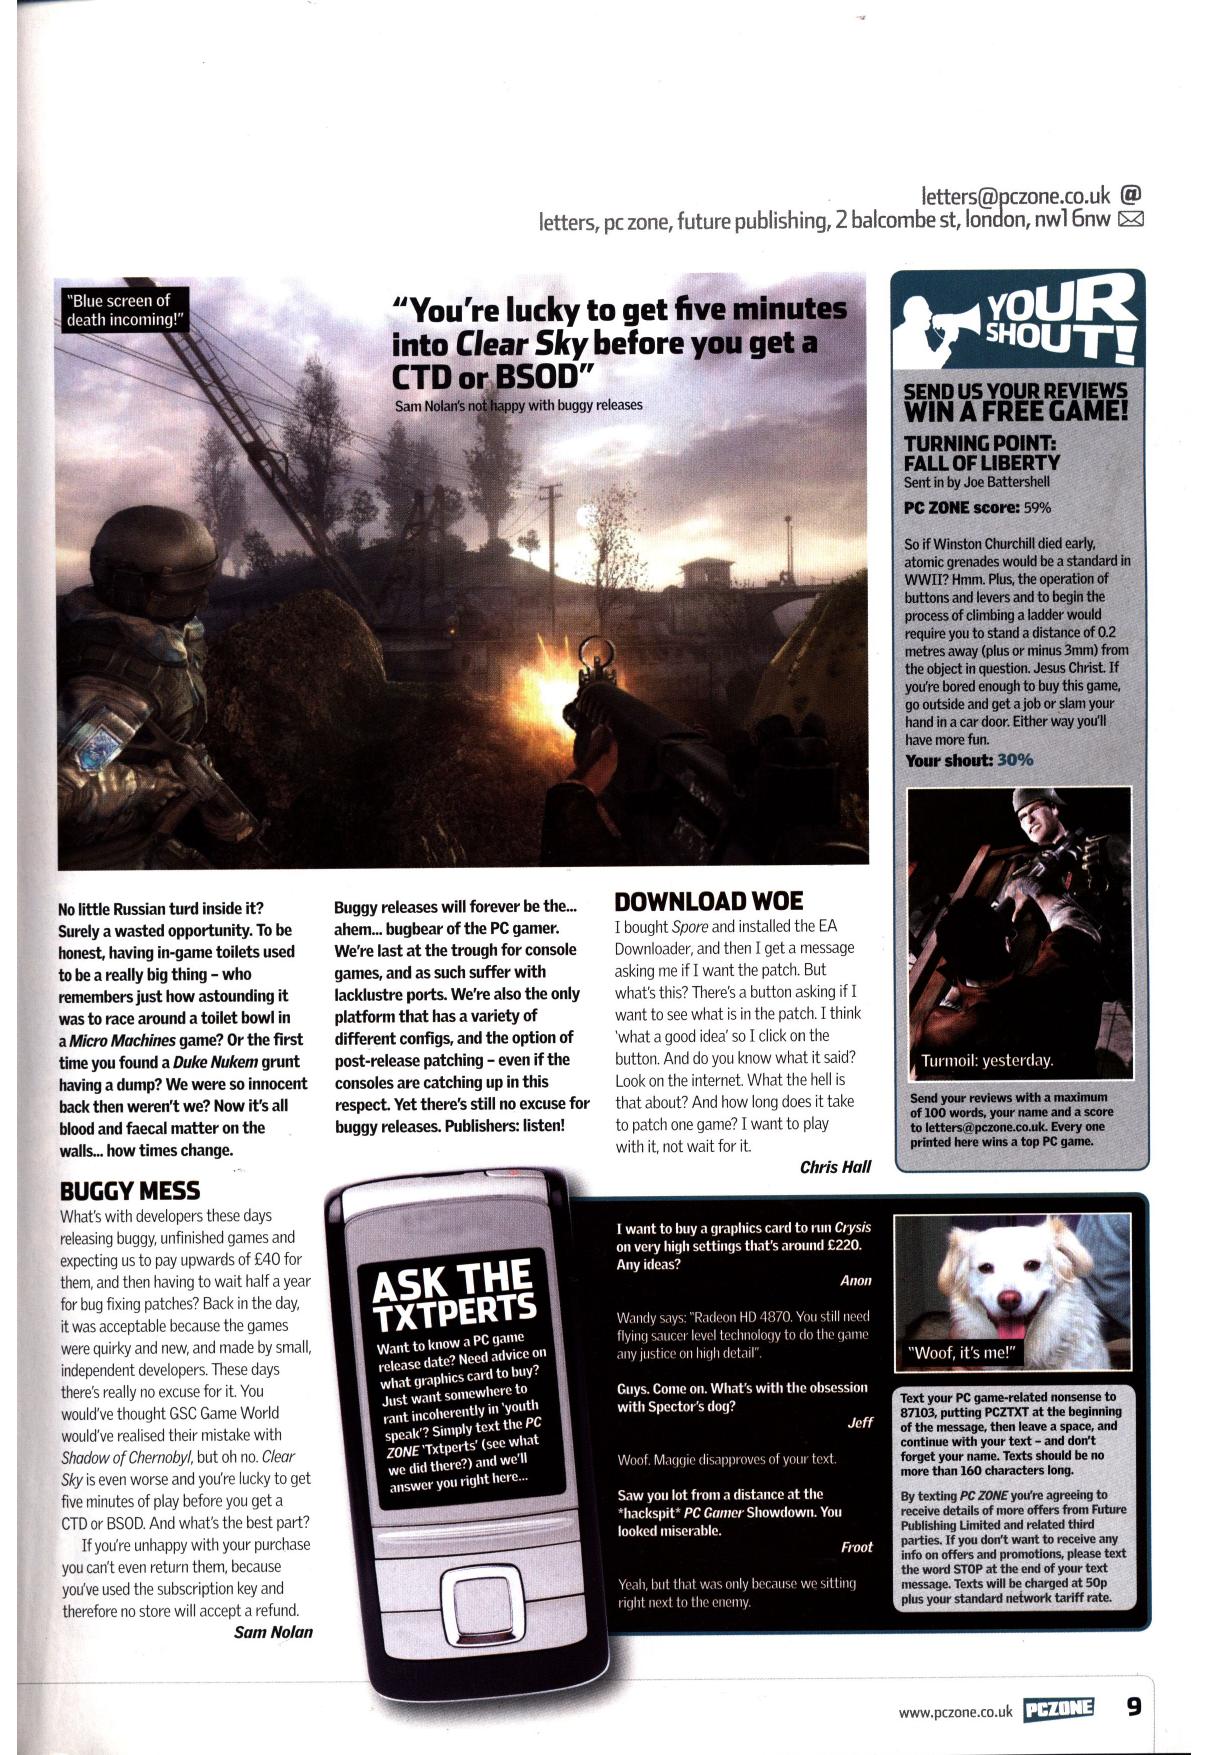 letters@pczone.co.uk @
letters, pc zone, future publishing, 2 balcombe st, london, nw1 6nw
"Blue screen of
death incoming!"
"You're lucky to get five minutes
into Clear Sky before you get a
CTD or BSOD"
Sam Nolan's not happy with buggy releases
No little Russian turd inside it?
Surely a wasted opportunity. To be
honest, having in-game toilets used
to be a really big thing – who
remembers just how astounding it
was to race around a toilet bowl in
a Micro Machines game? Or the first
time you found a Duke Nukem grunt
having a dump? We were so innocent
back then weren't we? Now it's all
blood and faecal matter on the
walls... how times change.
BUGGY MESS
What's with developers these days
releasing buggy, unfinished games and
expecting us to pay upwards of £40 for
them, and then having to wait half a year
for bug fixing patches? Back in the day,
it was acceptable because the games
were quirky and new, and made by small,
independent developers. These days
there's really no excuse for it. You
would've thought GSC Game World
would've realised their mistake with
Shadow of Chernobyl, but oh no. Clear
Sky is even worse and you're lucky to get
five minutes of play before you get a
CTD or BSOD. And what's the best part?
If you're unhappy with your purchase
you can't even return them, because
you've used the subscription key and
therefore no store will accept a refund.
Sam Nolan
Buggy releases will forever be the...
ahem... bugbear of the PC gamer.
We're last at the trough for console
games, and as such suffer with
lacklustre ports. We're also the only
platform that has a variety of
different configs, and the option of
post-release patching – even if the
consoles are catching up in this
respect. Yet there's still no excuse for
buggy releases. Publishers: listen!
DOWNLOAD WOE
I bought Spore and installed the EA
Downloader, and then I get a message
asking me if I want the patch. But
what's this? There's a button asking if I
want to see what is in the patch. I think
'what a good idea' so I click on the
button. And do you know what it said?
Look on the internet. What the hell is
that about? And how long does it take
to patch one game? I want to play
with it, not wait for it.
Chris Hall
YOUR
SHOUT!
SEND US YOUR REVIEWS
WIN A FREE GAME!
TURNING POINT:
FALL OF LIBERTY
Sent in by Joe Battershell
PC ZONE score: 59%
So if Winston Churchill died early,
atomic grenades would be a standard in
WWII? Hmm. Plus, the operation of
buttons and levers and to begin the
process of climbing a ladder would
require you to stand a distance of 0.2
metres away (plus or minus 3mm) from
the object in question. Jesus Christ. If
you're bored enough to buy this game,
go outside and get a job or slam your
hand in a car door. Either way you'll
have more fun.
Your shout: 30%
Turmoil: yesterday.
Send your reviews with a maximum
of 100 words, your name and a score
to letters@pczone.co.uk. Every one
printed here wins a top PC game.
ASK THE
TXTPERTS
Want to know a PC game
release date? Need advice on
what graphics card to buy?
Just want somewhere to
rant incoherently in 'youth
speak'? Simply text the PC
ZONE 'Txtperts' (see what
we did there?) and we'll
answer you right here...
I want to buy a graphics card to run Crysis
on very high settings that's around £220.
Any ideas?
Anon
Wandy says: "Radeon HD 4870. You still need
flying saucer level technology to do the game
any justice on high detail".
Guys. Come on. What's with the obsession
with Spector's dog?
Jeff
Woof. Maggie disapproves of your text.
Saw you lot from a distance at the
*hackspit* PC Gamer Showdown. You
looked miserable.
Froot
Yeah, but that was only because we sitting
right next to the enemy.
"Woof, it's me!"
Text your PC game-related nonsense to
87103, putting PCZTXT at the beginning
of the message, then leave a space, and
continue with your text – and don't
forget your name. Texts should be no
more than 160 characters long.
By texting PC ZONE you're agreeing to
receive details of more offers from Future
Publishing Limited and related third
parties. If you don't want to receive any
info on offers and promotions, please text
the word STOP at the end of your text
message. Texts will be charged at 50p
plus your standard network tariff rate.
www.pczone.co.uk PCZONE 9